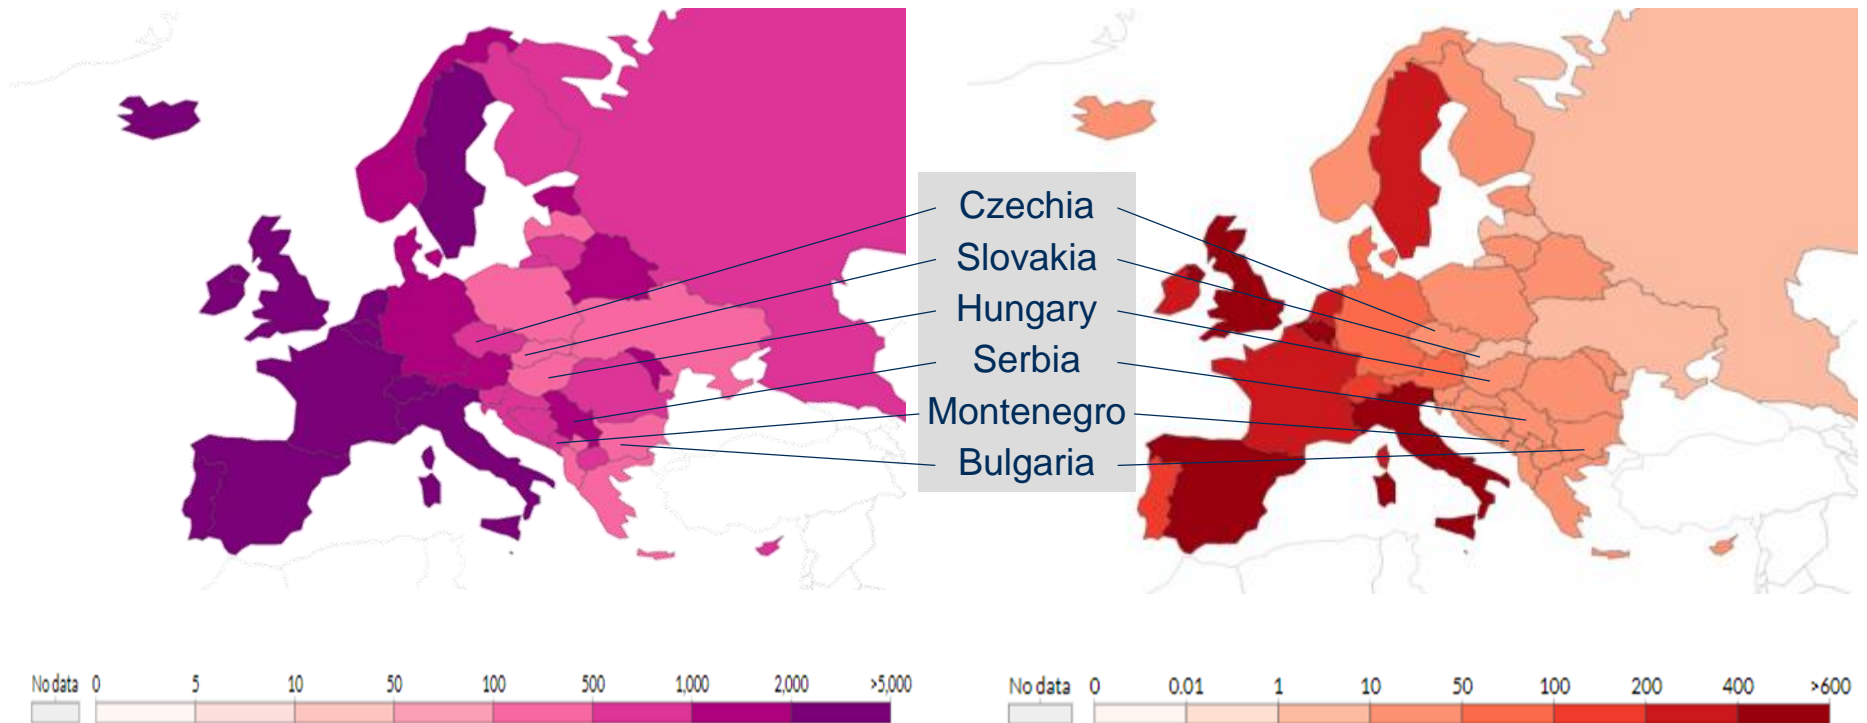 Czechia
Slovakia
Hungary
Serbia
Montenegro
Bulgaria
No data 0 5 10 50 100 500 1,000 2,000 >5,000
No data 0 0.01 1 10 50 100 200 400 >600